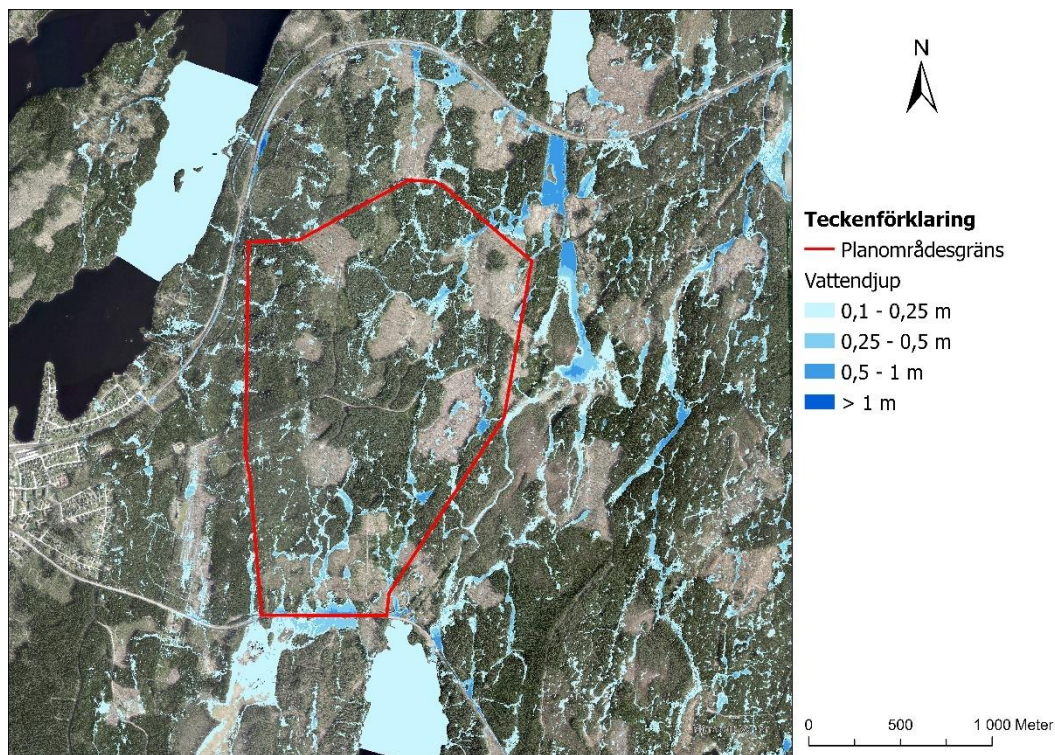 N
Teckenförklaring
Planområdesgräns
Vattendjup
0,1 - 0,25 m
0,25 - 0,5 m
0,5 - 1 m
> 1 m
0 500 1 000 Meter